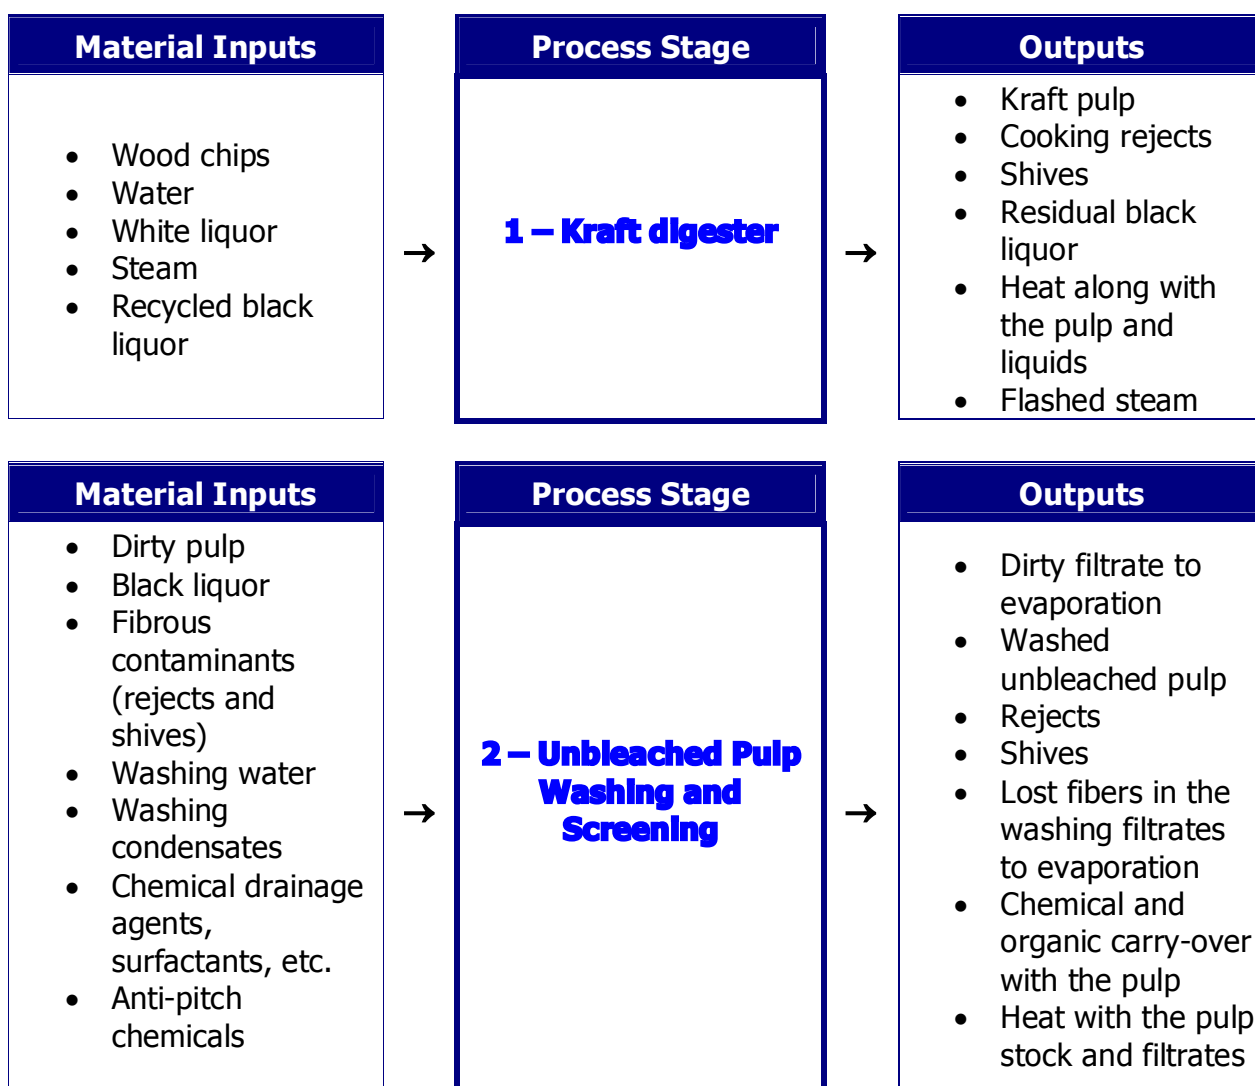 Material Inputs
• Wood chips
• Water
• White liquor
• Steam
• Recycled black
liquor
→
Process Stage
1 – Kraft digester
→
Outputs
• Kraft pulp
• Cooking rejects
• Shives
• Residual black
liquor
• Heat along with
the pulp and
liquids
• Flashed steam
Material Inputs
• Dirty pulp
• Black liquor
• Fibrous
contaminants
(rejects and
shives)
• Washing water
• Washing
condensates
• Chemical drainage
agents,
surfactants, etc.
• Anti-pitch
chemicals
→
Process Stage
2 – Unbleached Pulp
Washing and
Screening
→
Outputs
• Dirty filtrate to
evaporation
• Washed
unbleached pulp
• Rejects
• Shives
• Lost fibers in the
washing filtrates
to evaporation
• Chemical and
organic carry-over
with the pulp
• Heat with the pulp
stock and filtrates